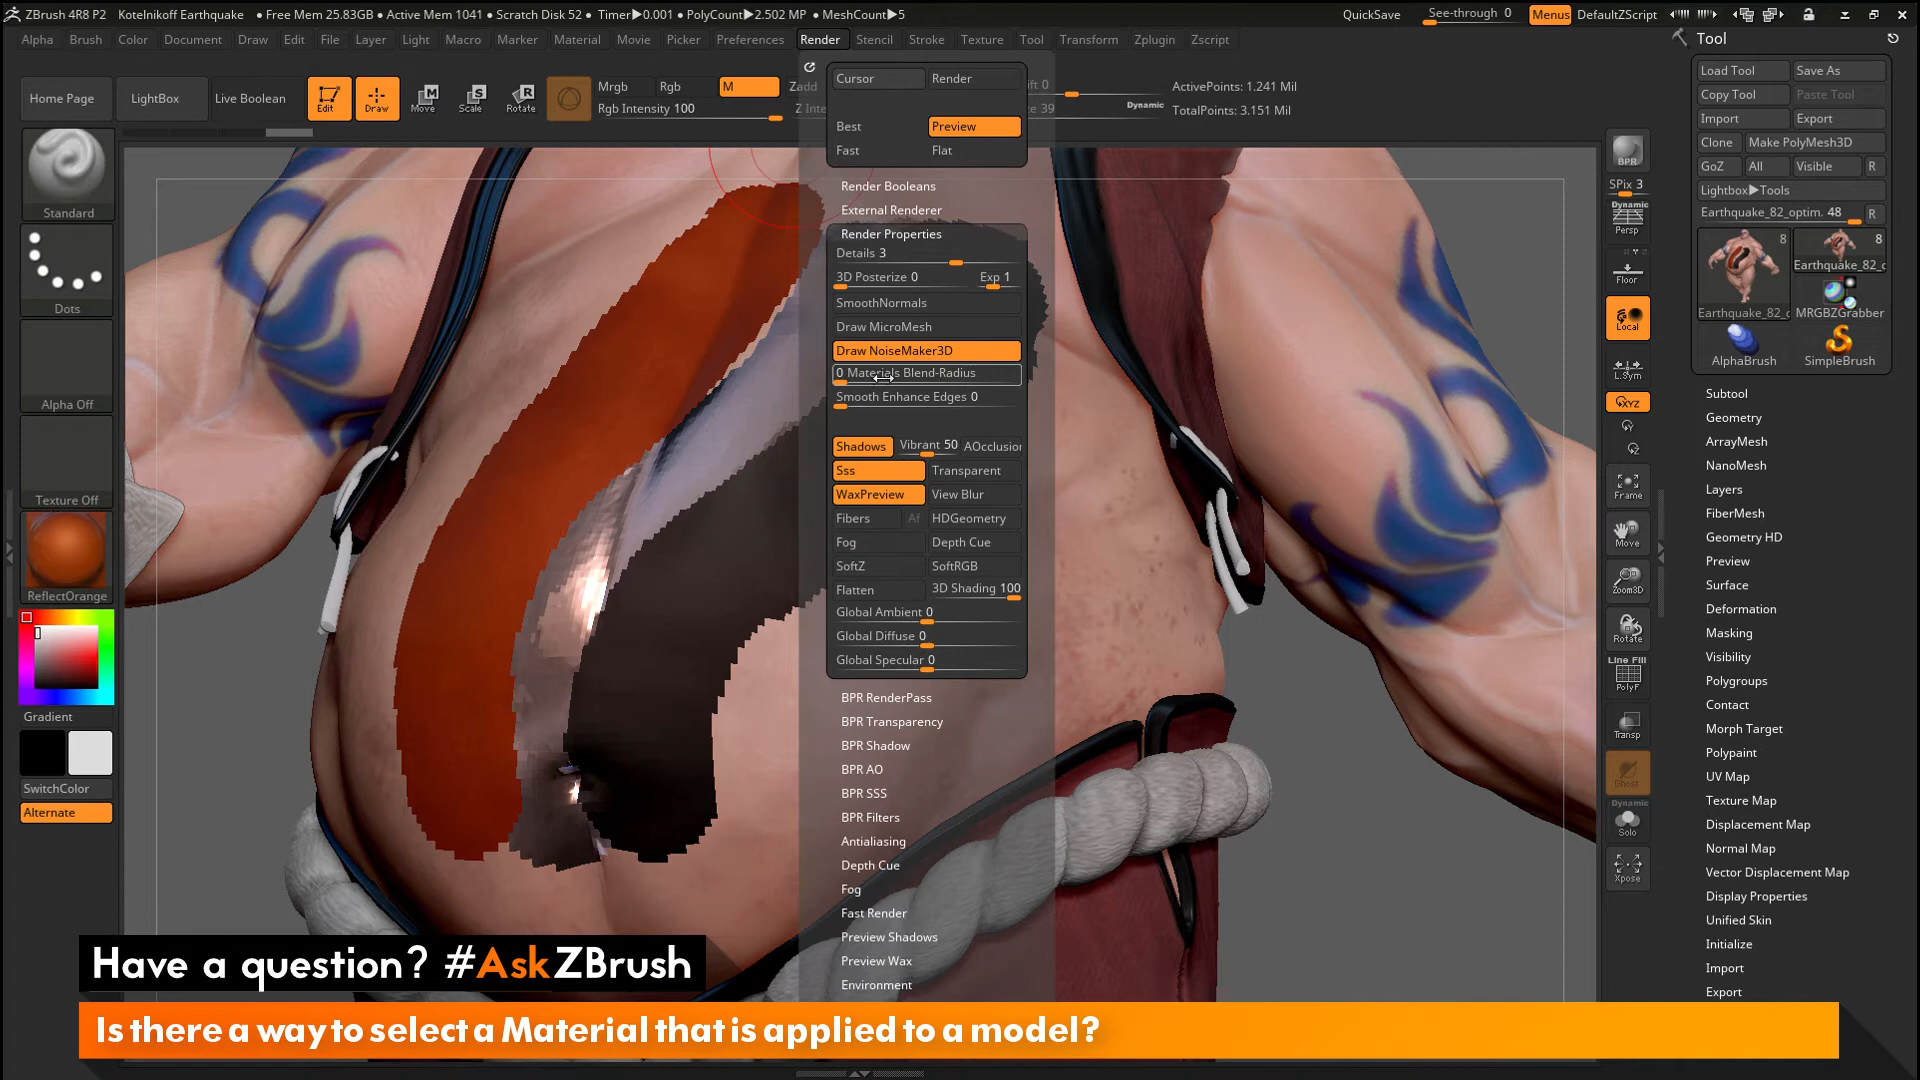 ZBrush 4R8 P2 Kotelnikoff Earthquake • Free Mem 25.83GB • Active Mem 1041 • Scratch Disk 52 • Timer▶0.001 • PolyCount▶2.502 MP • MeshCount▶5 QuickSave See-through 0 Menus DefaultZScript
Alpha Brush Color Document Draw Edit File Layer Light Macro Marker Material Movie Picker Preferences Render Stencil Stroke Texture Tool Transform Zplugin Zscript
Home Page LightBox Live Boolean Edit Draw Move Scale Rotate
Mrgb Rgb M Zadd
Rgb Intensity 100
Dynamic
ActivePoints: 1.241 Mil
TotalPoints: 3.151 Mil
Standard
Dots
Alpha Off
Texture Off
ReflectOrange
Gradient
SwitchColor
Alternate
Cursor Render
Best Preview
Fast Flat
Render Booleans
External Renderer
Render Properties
Details 3
3D Posterize 0 Exp 1
SmoothNormals
Draw MicroMesh
Draw NoiseMaker3D
0 Materials Blend-Radius
Smooth Enhance Edges 0
Shadows Vibrant 50 AOcclusion
Sss Transparent
WaxPreview View Blur
Fibers Af HDGeometry
Fog Depth Cue
SoftZ SoftRGB
Flatten 3D Shading 100
Global Ambient 0
Global Diffuse 0
Global Specular 0
BPR RenderPass
BPR Transparency
BPR Shadow
BPR AO
BPR SSS
BPR Filters
Antialiasing
Depth Cue
Fog
Fast Render
Preview Shadows
Preview Wax
Environment
BPR
SPix 3
Dynamic
Persp
Floor
Local
L.Sym
XYZ
Frame
Move
Zoom3D
Rotate
Line Fill
PolyF
Transp
Ghost
Dynamic
Solo
Xpose
Tool
Load Tool Save As
Copy Tool Paste Tool
Import Export
Clone Make PolyMesh3D
GoZ All Visible R
Lightbox▶Tools
Earthquake_82_optim. 48 R
8 8
Earthquake_82_c
Earthquake_82_c MRGBZGrabber
AlphaBrush SimpleBrush
Subtool
Geometry
ArrayMesh
NanoMesh
Layers
FiberMesh
Geometry HD
Preview
Surface
Deformation
Masking
Visibility
Polygroups
Contact
Morph Target
Polypaint
UV Map
Texture Map
Displacement Map
Normal Map
Vector Displacement Map
Display Properties
Unified Skin
Initialize
Import
Export
Have a question? #AskZBrush
Is there a way to select a Material that is applied to a model?